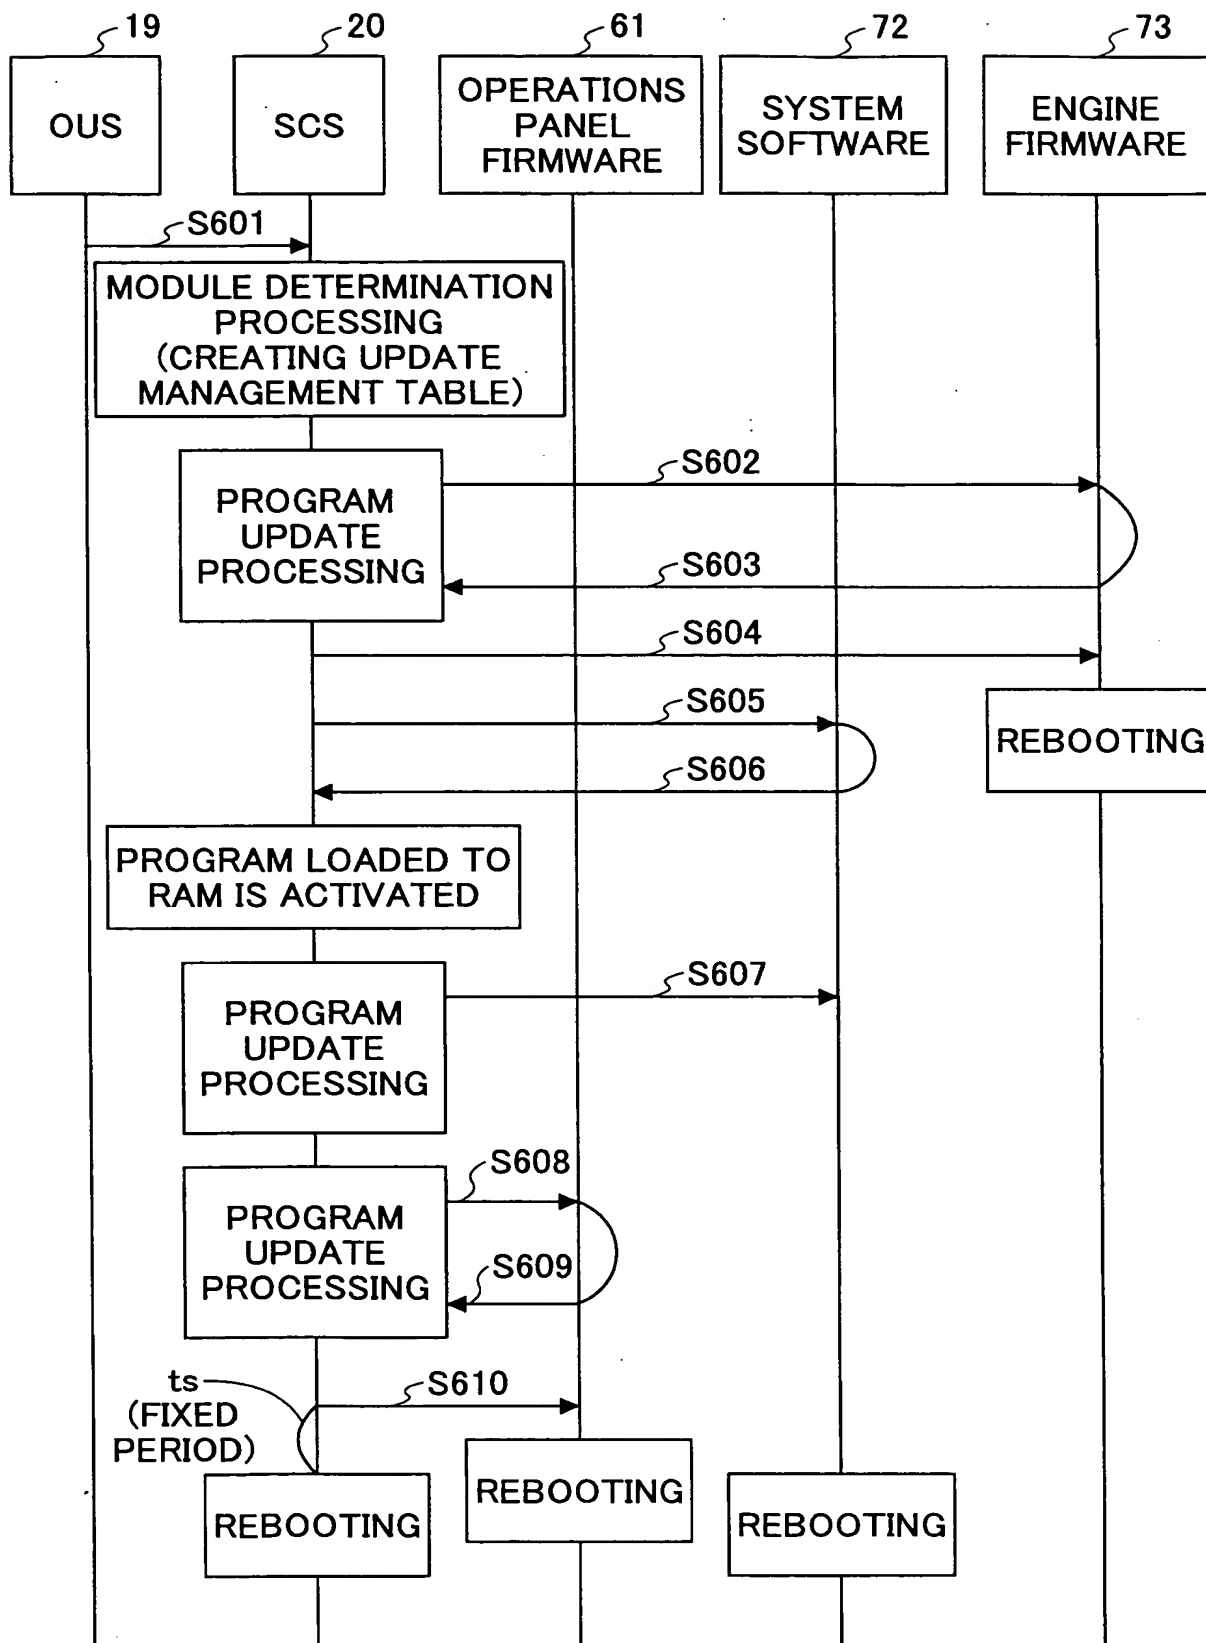 19
20
61
72
73
OUS
SCS
OPERATIONS
PANEL
FIRMWARE
SYSTEM
SOFTWARE
ENGINE
FIRMWARE
S601
MODULE DETERMINATION
PROCESSING
(CREATING UPDATE
MANAGEMENT TABLE)
S602
PROGRAM
UPDATE
PROCESSING
S603
S604
S605
REBOOTING
S606
PROGRAM LOADED TO
RAM IS ACTIVATED
S607
PROGRAM
UPDATE
PROCESSING
S608
PROGRAM
UPDATE
PROCESSING
S609
ts
(FIXED
PERIOD)
S610
REBOOTING
REBOOTING
REBOOTING